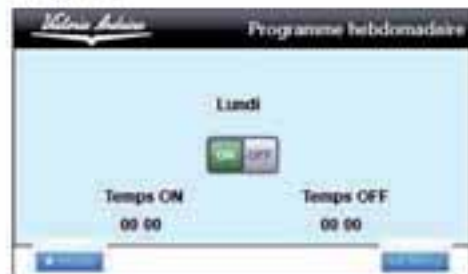 Victoria Arduino
Programme hebdomadaire
Lundi
ON OFF
Temps ON Temps OFF
00 00 00 00